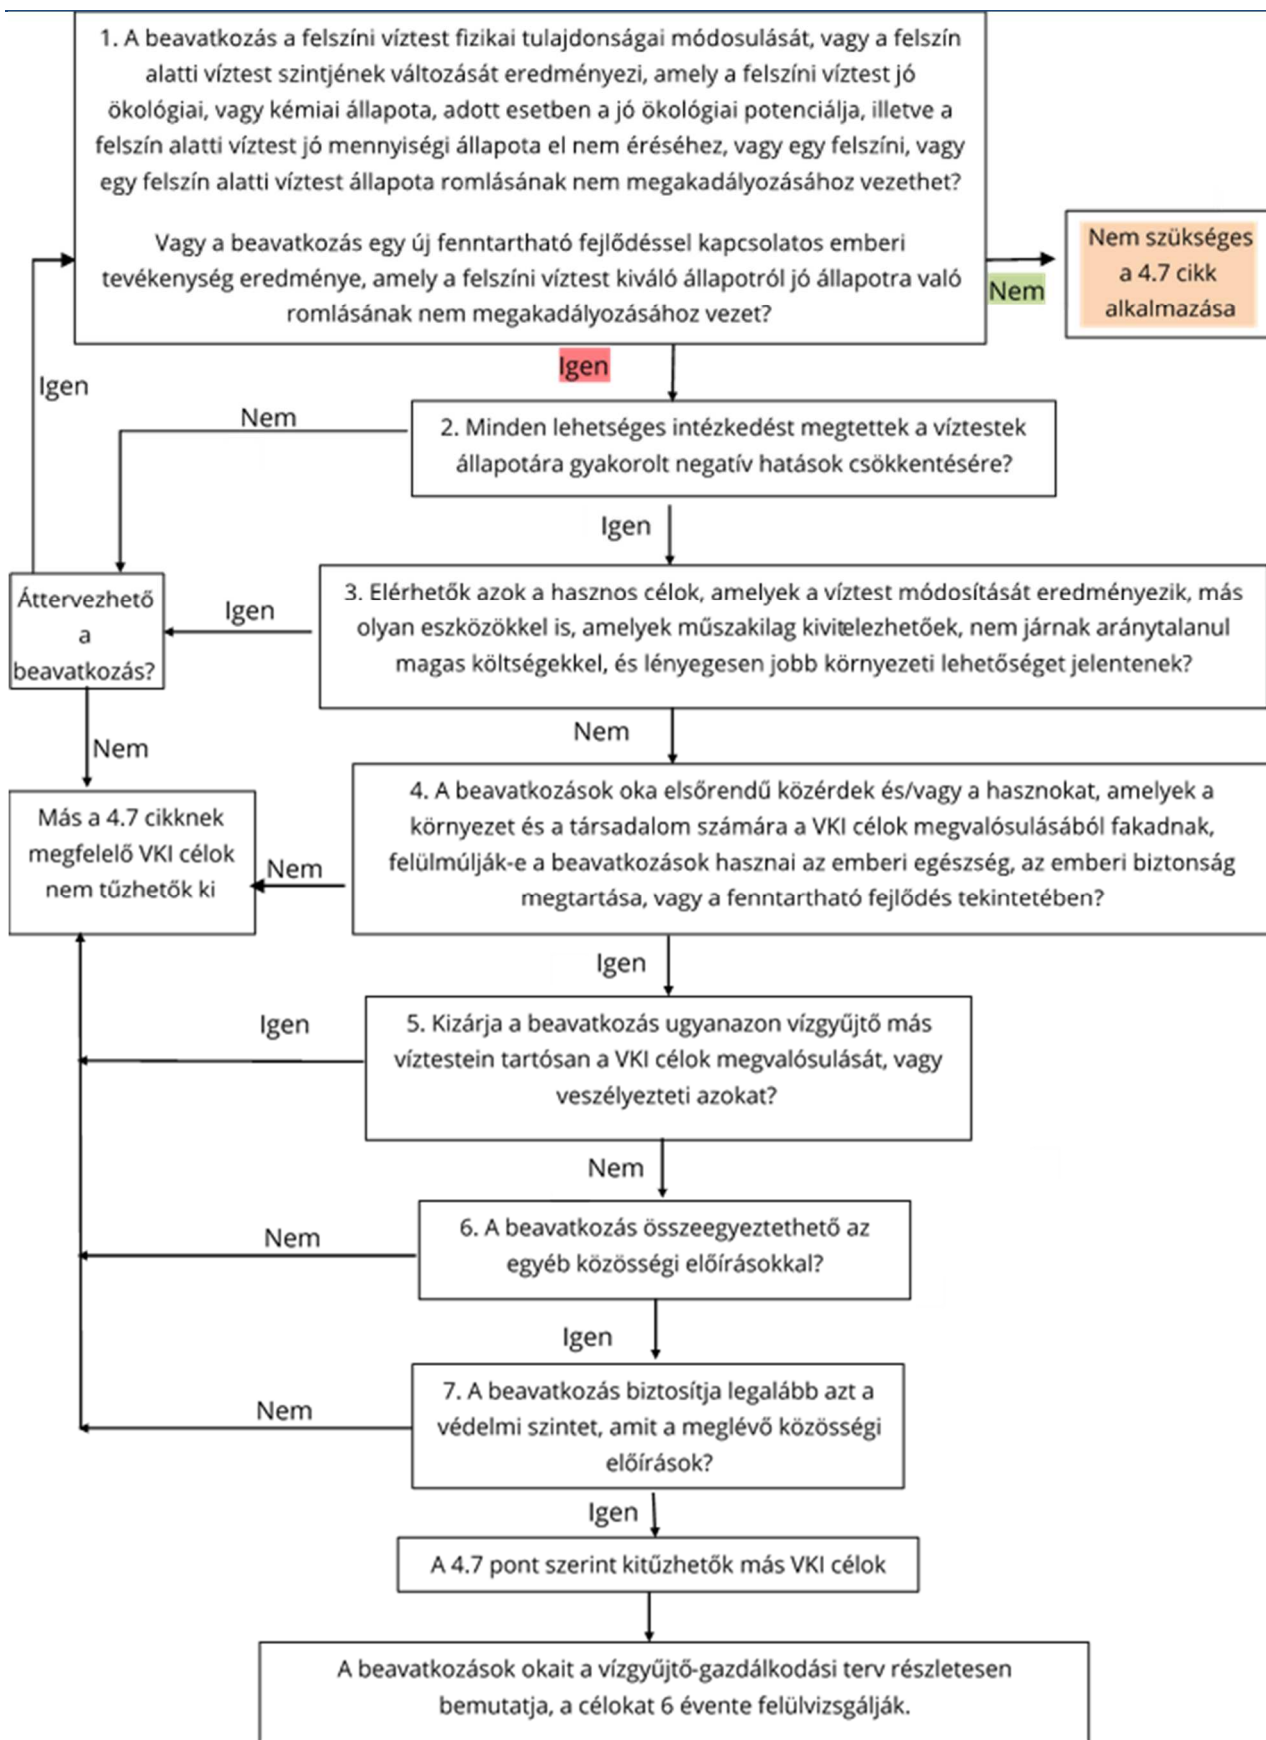 1. A beavatkozás a felszíni víztest fizikai tulajdonságai módosulását, vagy a felszín
alatti víztest szintjének változását eredményezi, amely a felszíni víztest jó
ökológiai, vagy kémiai állapota, adott esetben a jó ökológiai potenciálja, illetve a
felszín alatti víztest jó mennyiségi állapota el nem éréséhez, vagy egy felszíni, vagy
egy felszín alatti víztest állapota romlásának nem megakadályozásához vezethet?
Vagy a beavatkozás egy új fenntartható fejlődéssel kapcsolatos emberi
tevékenység eredménye, amely a felszíni víztest kiváló állapotról jó állapotra való
romlásának nem megakadályozásához vezet?
Nem
Nem szükséges
a 4.7 cikk
alkalmazása
Igen
Igen
2. Minden lehetséges intézkedést megtettek a víztestek
állapotára gyakorolt negatív hatások csökkentésére?
Nem
Igen
Áttervezhető
a
beavatkozás?
Igen
3. Elérhetők azok a hasznos célok, amelyek a víztest módosítását eredményezik, más
olyan eszközökkel is, amelyek műszakilag kivitelezhetőek, nem járnak aránytalanul
magas költségekkel, és lényegesen jobb környezeti lehetőséget jelentenek?
Nem
Nem
Más a 4.7 cikknek
megfelelő VKI célok
nem tűzhetők ki
Nem
4. A beavatkozások oka elsőrendű közérdek és/vagy a hasznokat, amelyek a
környezet és a társadalom számára a VKI célok megvalósulásából fakadnak,
felülmúlják-e a beavatkozások hasznai az emberi egészség, az emberi biztonság
megtartása, vagy a fenntartható fejlődés tekintetében?
Igen
Igen
5. Kizárja a beavatkozás ugyanazon vízgyűjtő más
víztestein tartósan a VKI célok megvalósulását, vagy
veszélyezteti azokat?
Nem
Nem
6. A beavatkozás összeegyeztethető az
egyéb közösségi előírásokkal?
Igen
Nem
7. A beavatkozás biztosítja legalább azt a
védelmi szintet, amit a meglévő közösségi
előírások?
Igen
A 4.7 pont szerint kitűzhetők más VKI célok
A beavatkozások okait a vízgyűjtő-gazdálkodási terv részletesen
bemutatja, a célokat 6 évente felülvizsgálják.